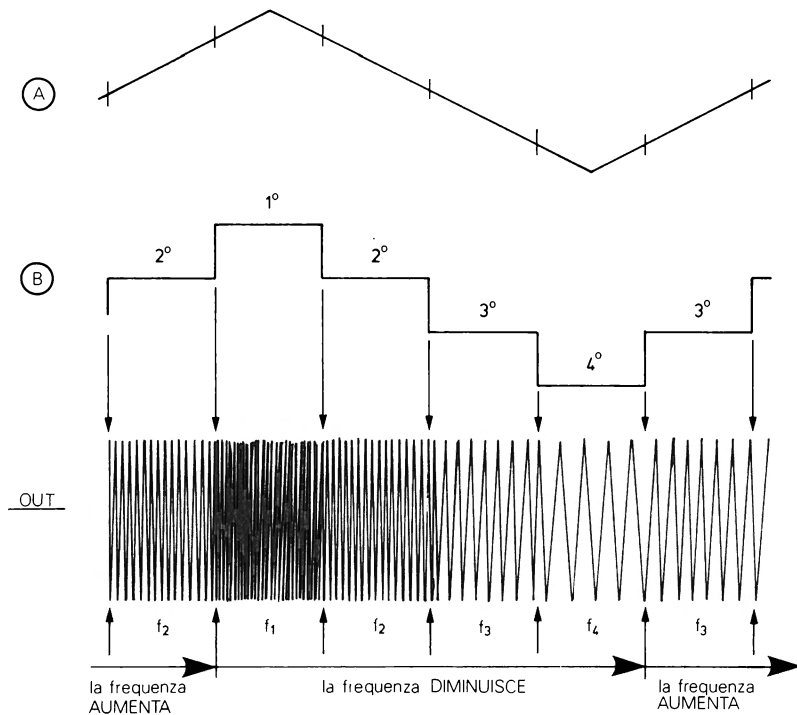 A
1°
2°
2°
B
3°
3°
4°
OUT
f₂
f₁
f₂
f₃
f₄
f₃
la frequenza
AUMENTA
la frequenza DIMINUISCE
la frequenza
AUMENTA